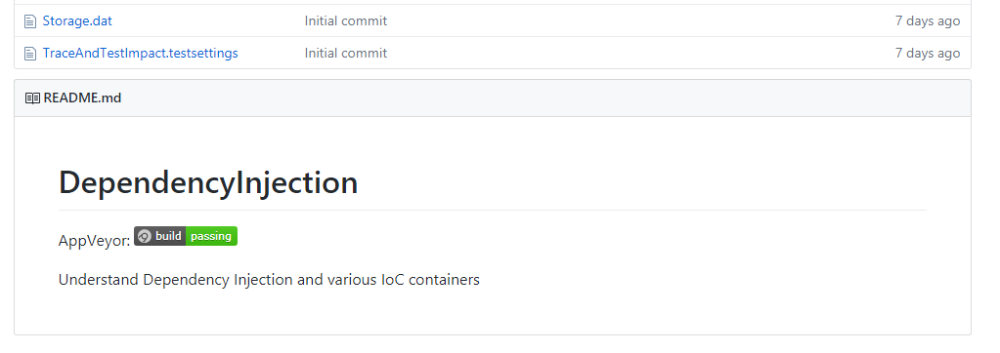 Storage.dat Initial commit 7 days ago
TraceAndTestImpact.testsettings Initial commit 7 days ago
README.md
DependencyInjection
AppVeyor: build passing
Understand Dependency Injection and various IoC containers